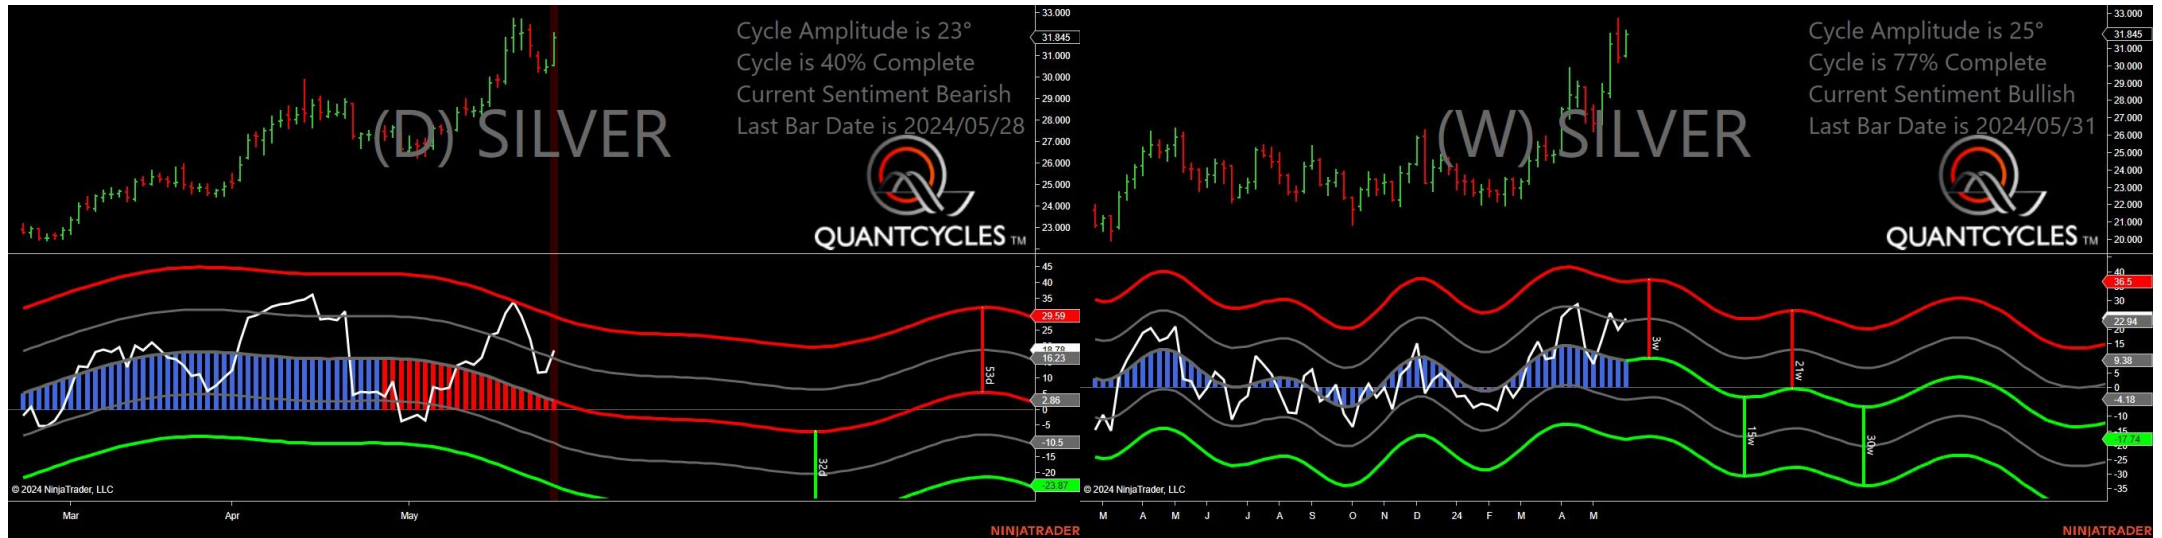 Cycle Amplitude is 23°
Cycle is 40% Complete
Current Sentiment Bearish
Last Bar Date is 2024/05/28
(D) SILVER
QUANTCYCLES TM
33.000
31.845
31.000
30.000
29.000
28.000
27.000
26.000
25.000
24.000
23.000
45
40
35
29.59
25
18.78
16.23
10
5
2.86
0
-5
-10.5
-15
-20
-23.87
53d
32d
© 2024 NinjaTrader, LLC
Mar Apr May
NINJATRADER
Cycle Amplitude is 25°
Cycle is 77% Complete
Current Sentiment Bullish
Last Bar Date is 2024/05/31
(W) SILVER
QUANTCYCLES TM
33.000
31.845
31.000
30.000
29.000
28.000
27.000
26.000
25.000
24.000
23.000
22.000
21.000
20.000
40
36.5
30
22.94
20
15
9.38
5
0
-4.18
-10
-15
-17.74
-25
-30
-35
3w
21w
15w
30w
© 2024 NinjaTrader, LLC
M A M J J A S O N D 24 F M A M
NINJATRADER